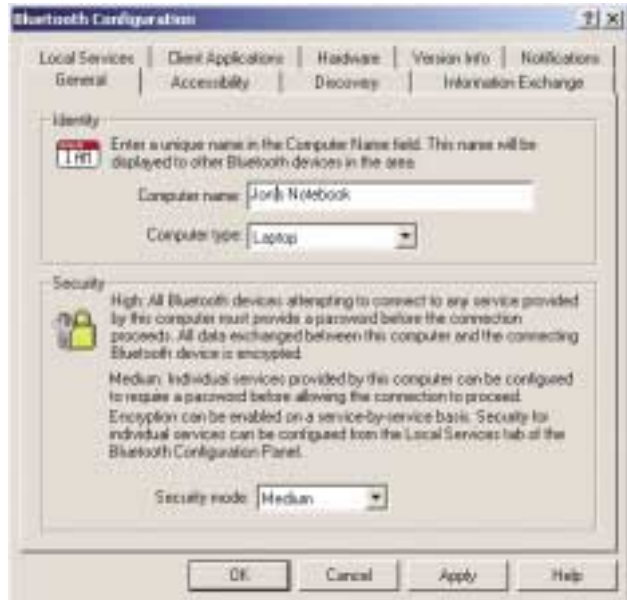 Bluetooth Configuration
Local Services Client Applications Hardware Version Info Notifications
General Accessibility Discovery Information Exchange
Identity
I AM
Enter a unique name in the Computer Name field. This name will be
displayed to other Bluetooth devices in the area.
Computer name: Jon's Notebook
Computer type: Laptop
Security
High: All Bluetooth devices attempting to connect to any service provided
by this computer must provide a password before the connection
proceeds. All data exchanged between this computer and the connecting
Bluetooth device is encrypted.
Medium: Individual services provided by this computer can be configured
to require a password before allowing the connection to proceed.
Encryption can be enabled on a service-by-service basis. Security for
individual services can be configured from the Local Services tab of the
Bluetooth Configuration Panel.
Security mode: Medium
OK Cancel Apply Help